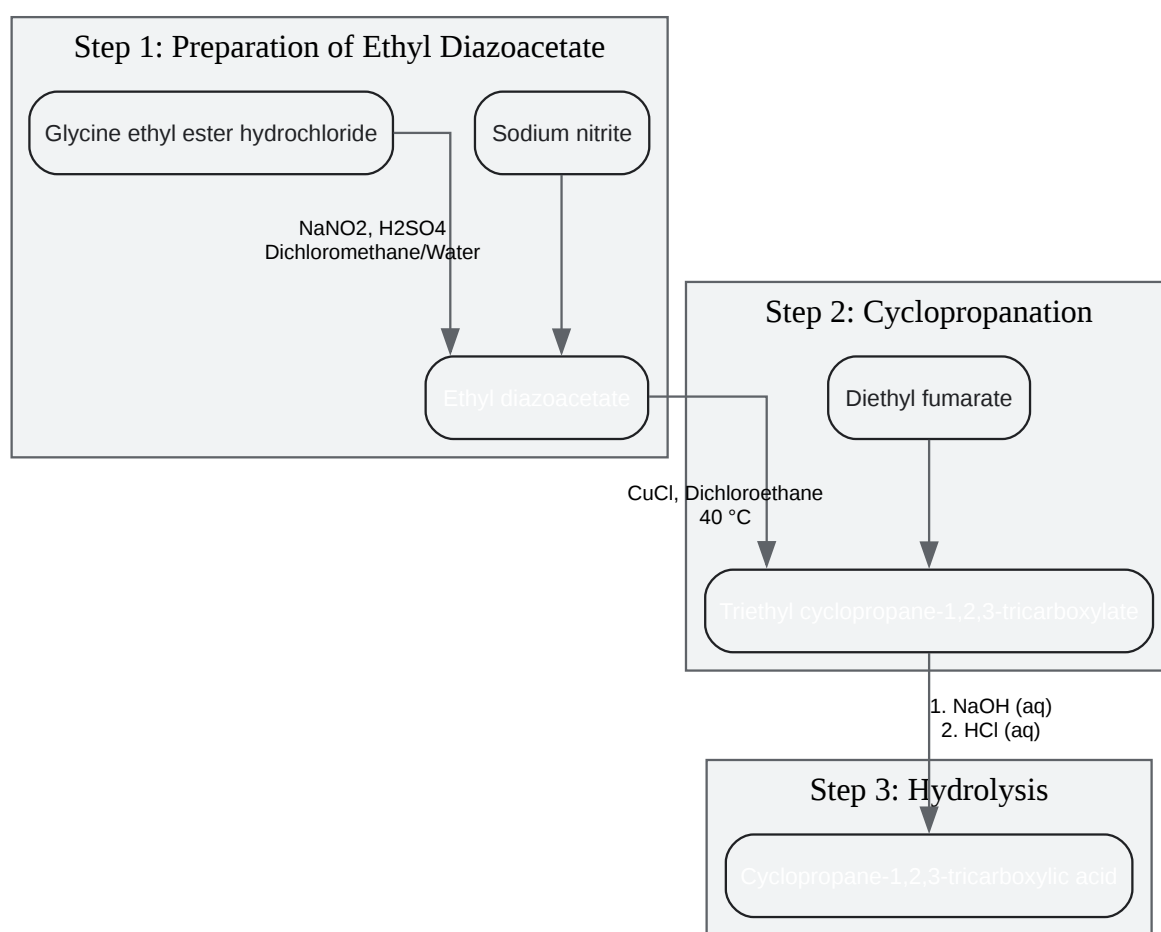 Step 1: Preparation of Ethyl Diazoacetate
Glycine ethyl ester hydrochloride
Sodium nitrite
NaNO2, H2SO4
Dichloromethane/Water
Ethyl diazoacetate
Step 2: Cyclopropanation
Diethyl fumarate
CuCl, Dichloroethane
40 °C
Triethyl cyclopropane-1,2,3-tricarboxylate
1. NaOH (aq)
2. HCl (aq)
Step 3: Hydrolysis
Cyclopropane-1,2,3-tricarboxylic acid